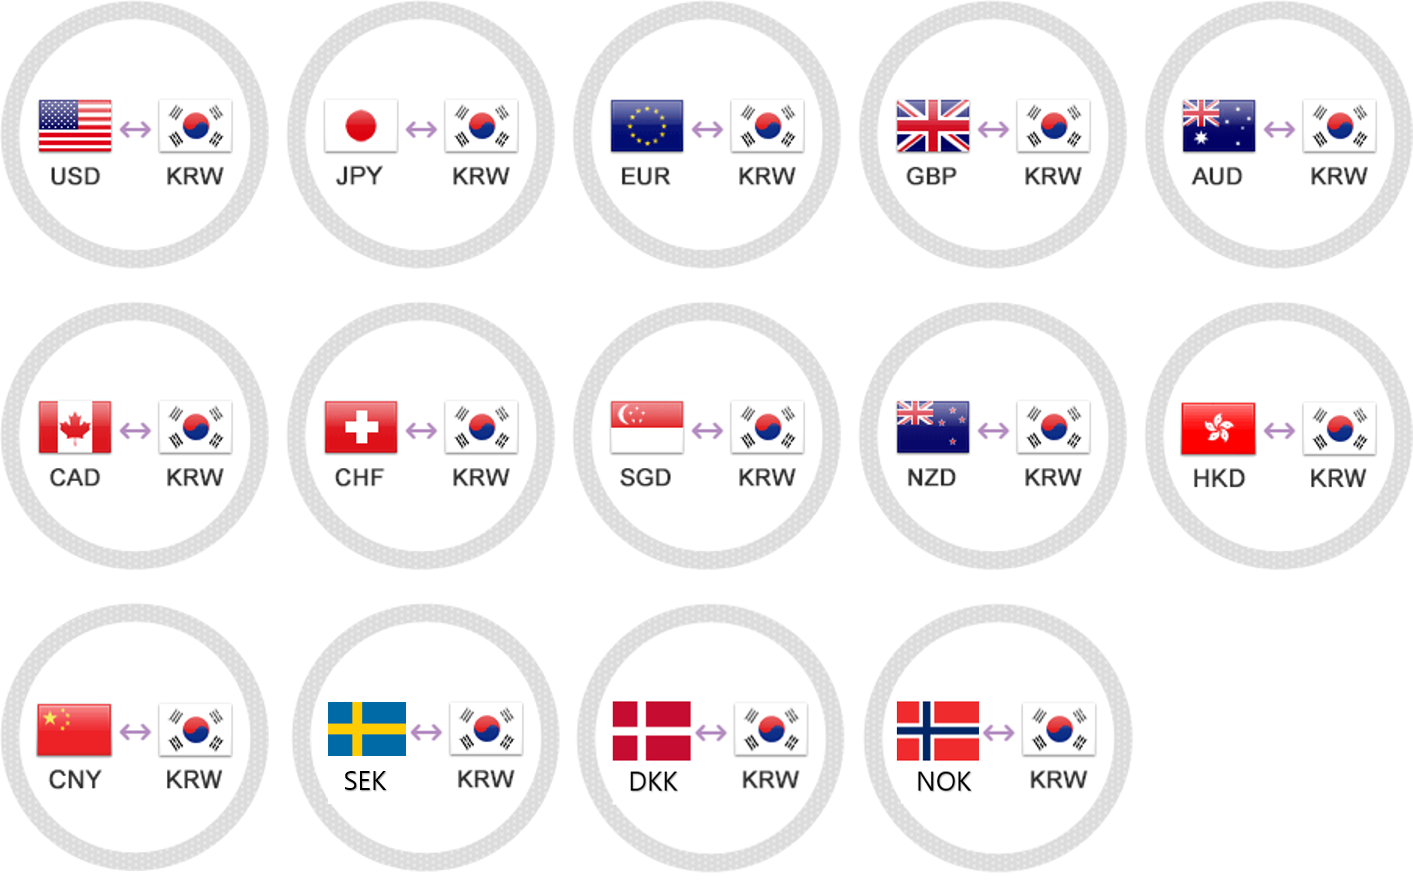 USD KRW
JPY KRW
EUR KRW
GBP KRW
AUD KRW
CAD KRW
CHF KRW
SGD KRW
NZD KRW
HKD KRW
CNY KRW
SEK KRW
DKK KRW
NOK KRW